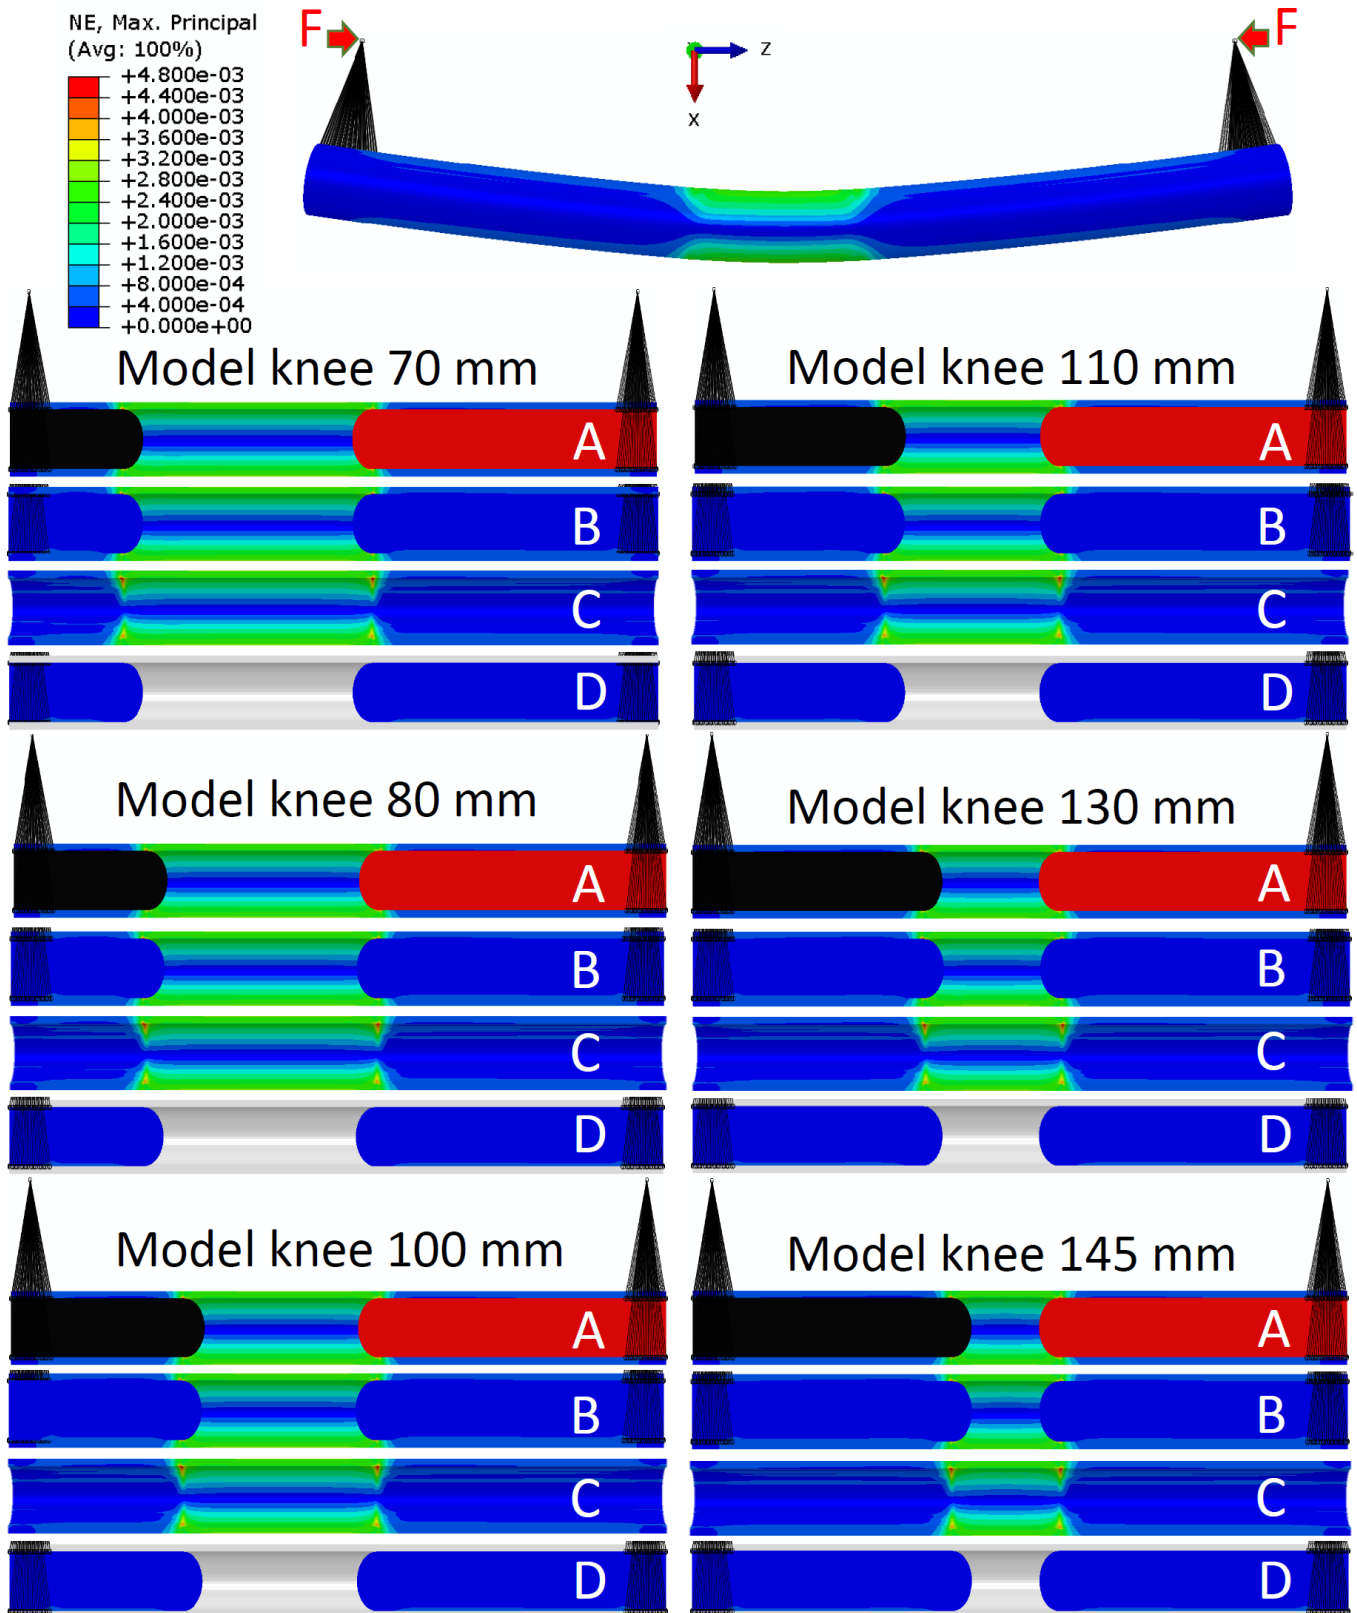 NE, Max. Principal
(Avg: 100%)
+4.800e-03
+4.400e-03
+4.000e-03
+3.600e-03
+3.200e-03
+2.800e-03
+2.400e-03
+2.000e-03
+1.600e-03
+1.200e-03
+8.000e-04
+4.000e-04
+0.000e+00
F
F
Z
X
Model knee 70 mm
A
B
C
D
Model knee 110 mm
A
B
C
D
Model knee 80 mm
A
B
C
D
Model knee 130 mm
A
B
C
D
Model knee 100 mm
A
B
C
D
Model knee 145 mm
A
B
C
D